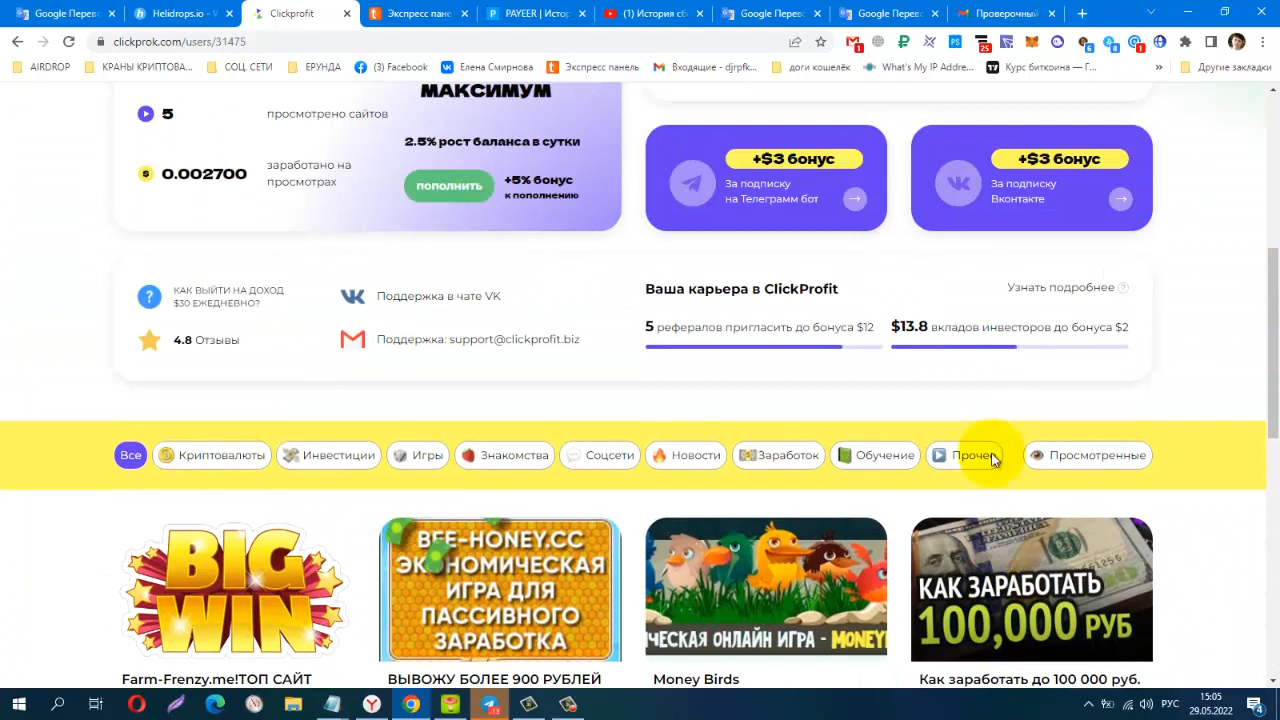 Google Перев
Helidrops.io - V
Clickprofit
Экспресс пане
PAYEER | Истор
(1) История сб
Google Перев
Google Перев
Проверочный
clickprok.com/users/31475
AIRDROP
КРАНЫ КРИПТОВА...
СОЦ. СЕТИ
ЕРУНДА
(3) Facebook
Елена Смирнова
Экспресс панель
Входящие - djrpfk...
доги кошелёк
What's My IP Addre...
Курс биткоина — Г...
Другие закладки
5 просмотрено сайтов
0.002700 заработано на
просмотрах
МАКСИМУМ
2.5% рост баланса в сутки
ПОПОЛНИТЬ
+5% бонус
к пополнению
+$3 бонус
За подписку
на Телеграмм бот
+$3 бонус
За подписку
Вконтакте
КАК ВЫЙТИ НА ДОХОД
$30 ЕЖЕДНЕВНО?
4.8 Отзывы
Поддержка в чате VK
Поддержка: support@clickprofit.biz
Ваша карьера в ClickProfit
Узнать подробнее
5 рефералов пригласить до бонуса $12
$13.8 вкладов инвесторов до бонуса $2
Все
Криптовалюты
Инвестиции
Игры
Знакомства
Соцсети
Новости
Заработок
Обучение
Прочее
Просмотренные
BIG
WIN
BEE-HONEY.CC
ЭКОНОМИЧЕСКАЯ
ИГРА ДЛЯ
ПАССИВНОГО
ЗАРАБОТКА
ИЧЕСКАЯ ОНЛАЙН ИГРА - MONEY
КАК ЗАРАБОТАТЬ
100,000 РУБ
Farm-Frenzy.me!ТОП САЙТ
ВЫВОЖУ БОЛЕЕ 900 РУБЛЕЙ
Money Birds
Как заработать до 100 000 руб.
РУС
15:05
29.05.2022